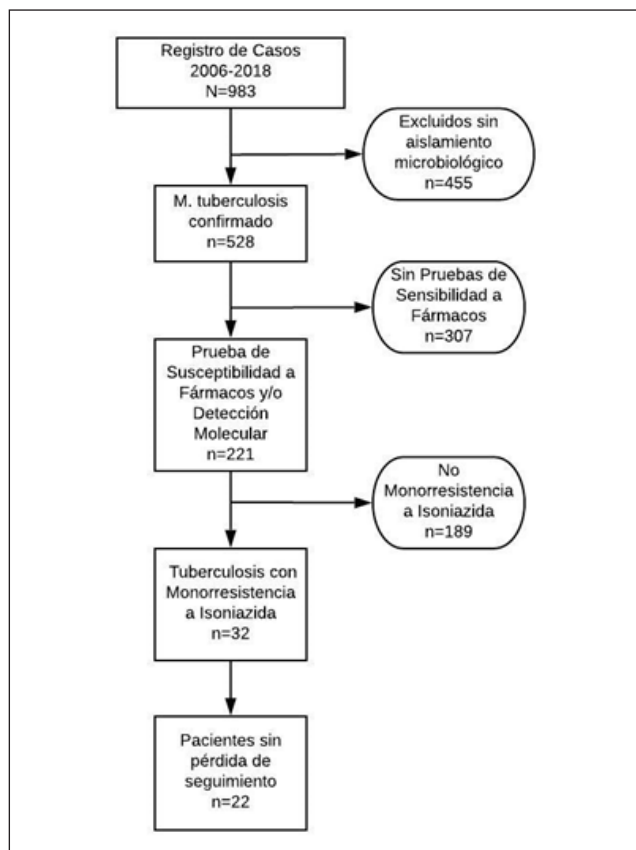 Registro de Casos
2006-2018
N=983
Excluidos sin
aislamiento
microbiológico
n=455
M. tuberculosis
confirmado
n=528
Sin Pruebas de
Sensibilidad a
Fármacos
n=307
Prueba de
Susceptibilidad a
Fármacos y/o
Detección
Molecular
n=221
No
Monorresistencia
a Isoniazida
n=189
Tuberculosis con
Monorresistencia
a Isoniazida
n=32
Pacientes sin
pérdida de
seguimiento
n=22